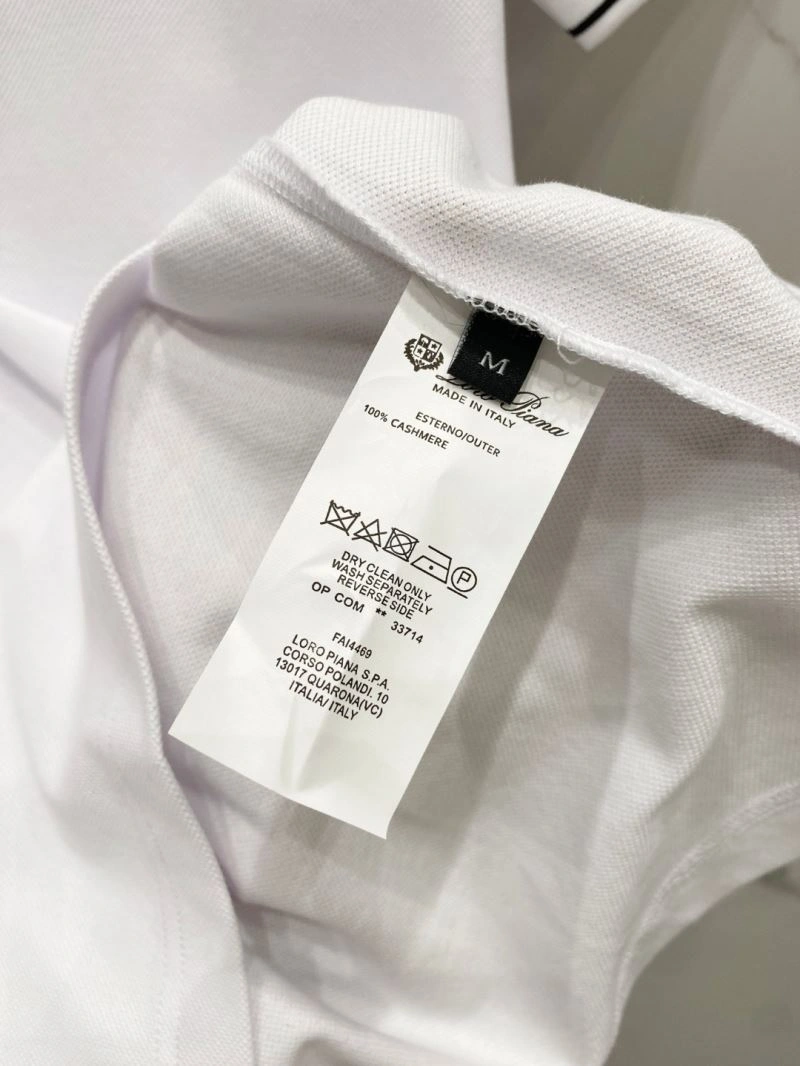 M
Loro Piana
MADE IN ITALY
ESTERNO/OUTER
100% CASHMERE
P
DRY CLEAN ONLY
WASH SEPARATELY
REVERSE SIDE
OP COM ** 33714
FAI4469
LORO PIANA S.P.A.
CORSO POLANDI. 10
13017 QUARONA(VC)
ITALIA/ ITALY